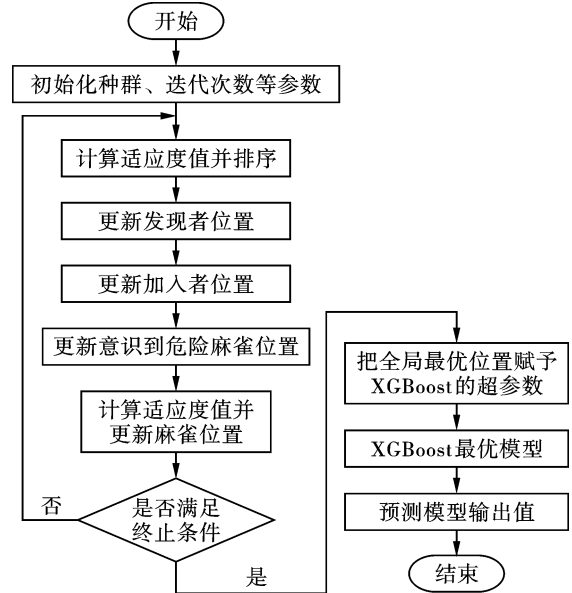 开始
初始化种群、迭代次数等参数
计算适应度值并排序
更新发现者位置
更新加入者位置
更新意识到危险麻雀位置
计算适应度值并
更新麻雀位置
是否满足
终止条件
否
是
把全局最优位置赋予
XGBoost的超参数
XGBoost最优模型
预测模型输出值
结束